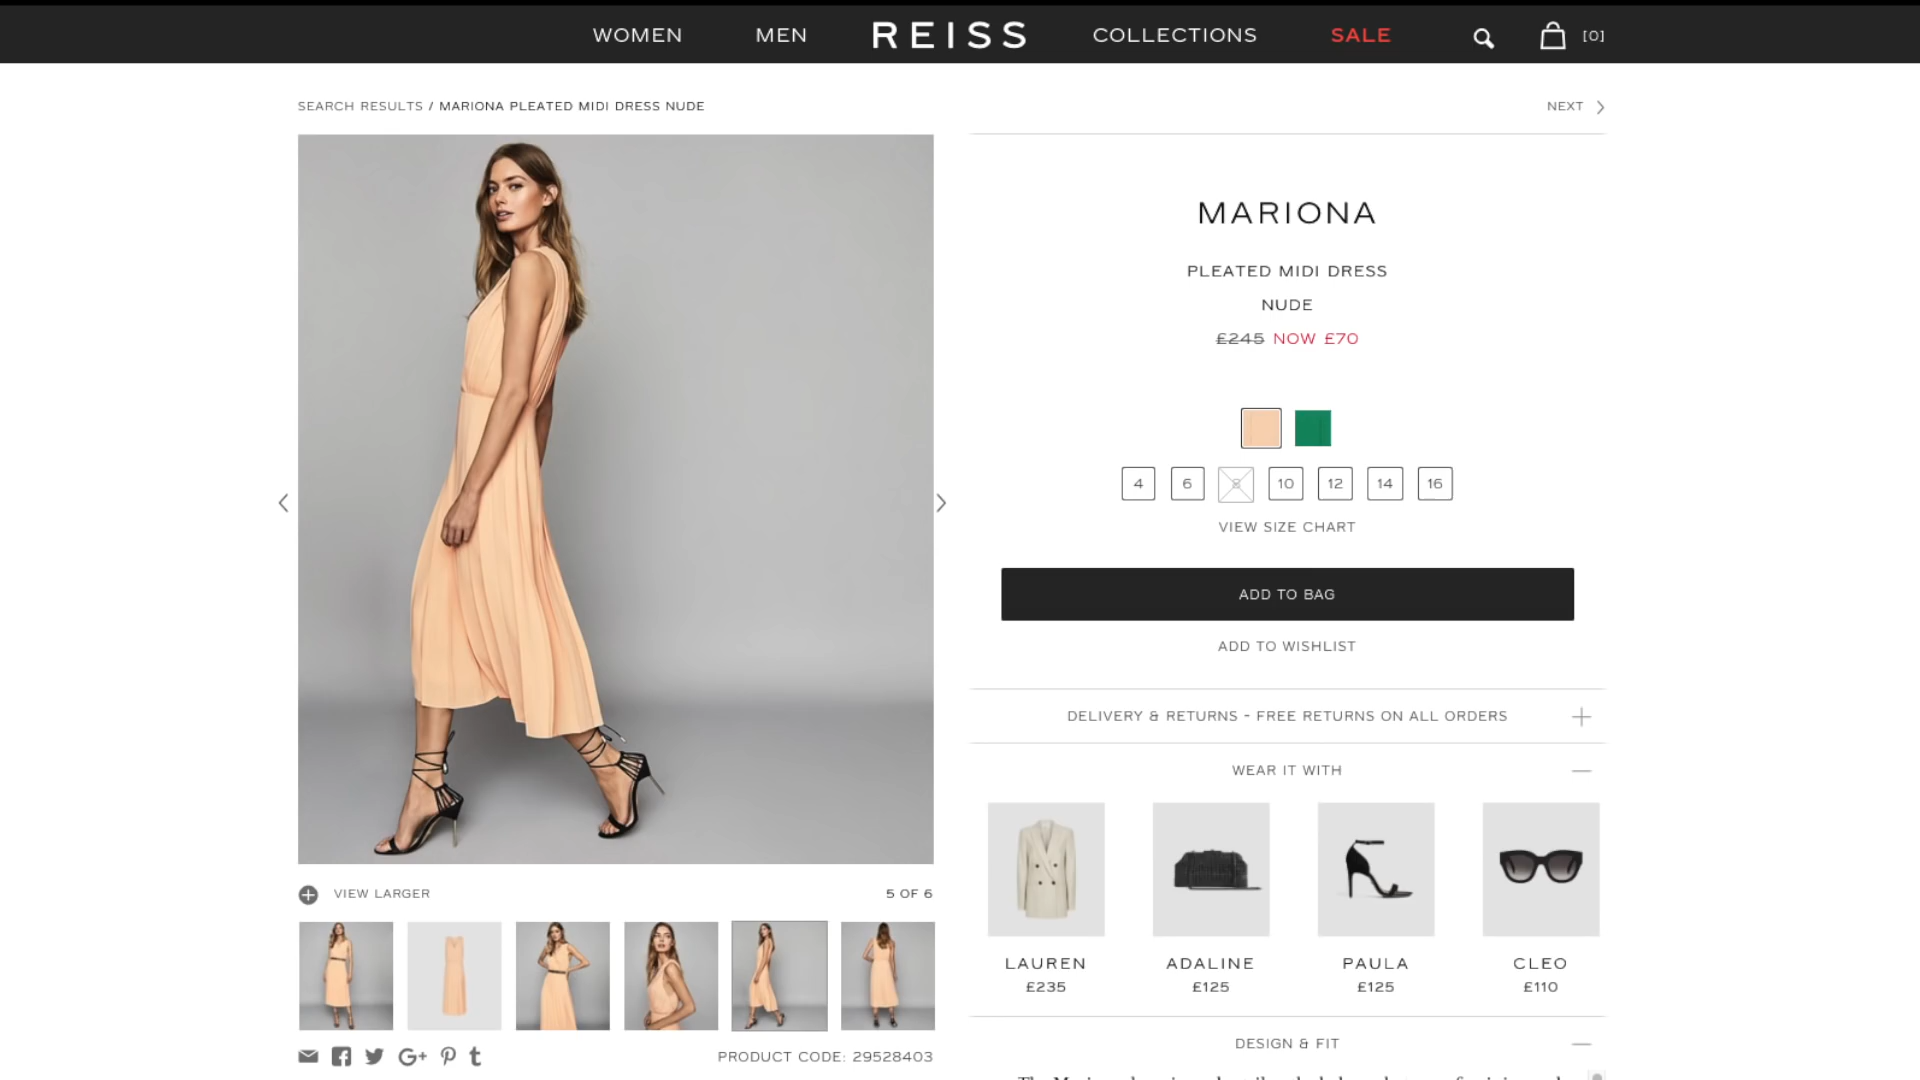 WOMEN
MEN
REISS
COLLECTIONS
SALE
[0]
SEARCH RESULTS / MARIONA PLEATED MIDI DRESS NUDE
NEXT
MARIONA
PLEATED MIDI DRESS
NUDE
£245 NOW £70
4 6 8 10 12 14 16
VIEW SIZE CHART
ADD TO BAG
ADD TO WISHLIST
DELIVERY & RETURNS - FREE RETURNS ON ALL ORDERS
WEAR IT WITH
LAUREN
£235
ADALINE
£125
PAULA
£125
CLEO
£110
DESIGN & FIT
VIEW LARGER
5 OF 6
PRODUCT CODE: 29528403